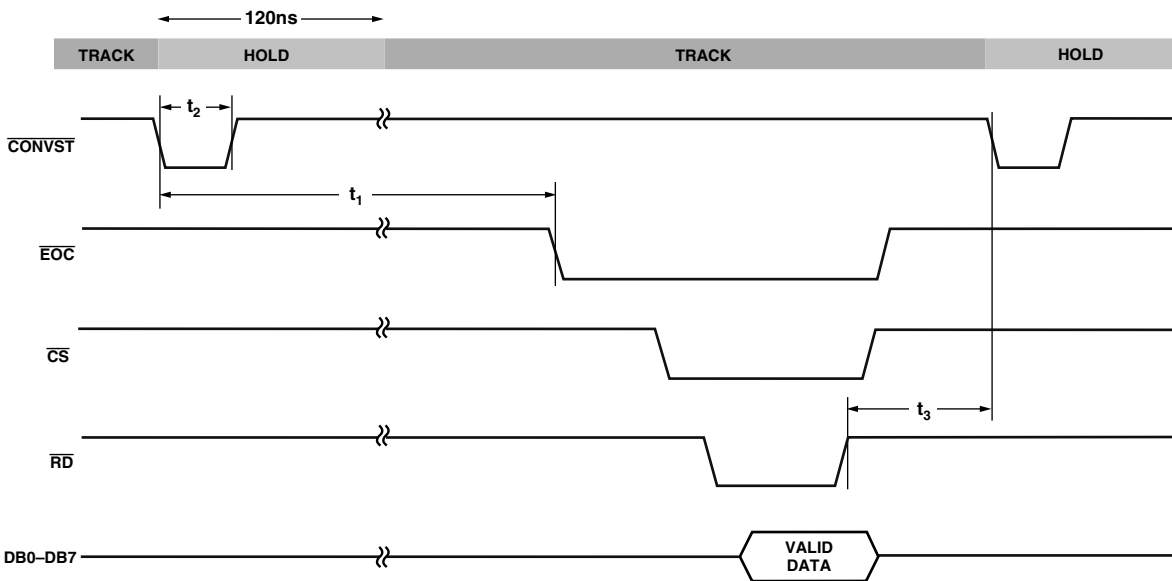 120ns
TRACK HOLD TRACK HOLD
t2
CONVST
t1
EOC
CS
t3
RD
DB0–DB7
VALID
DATA